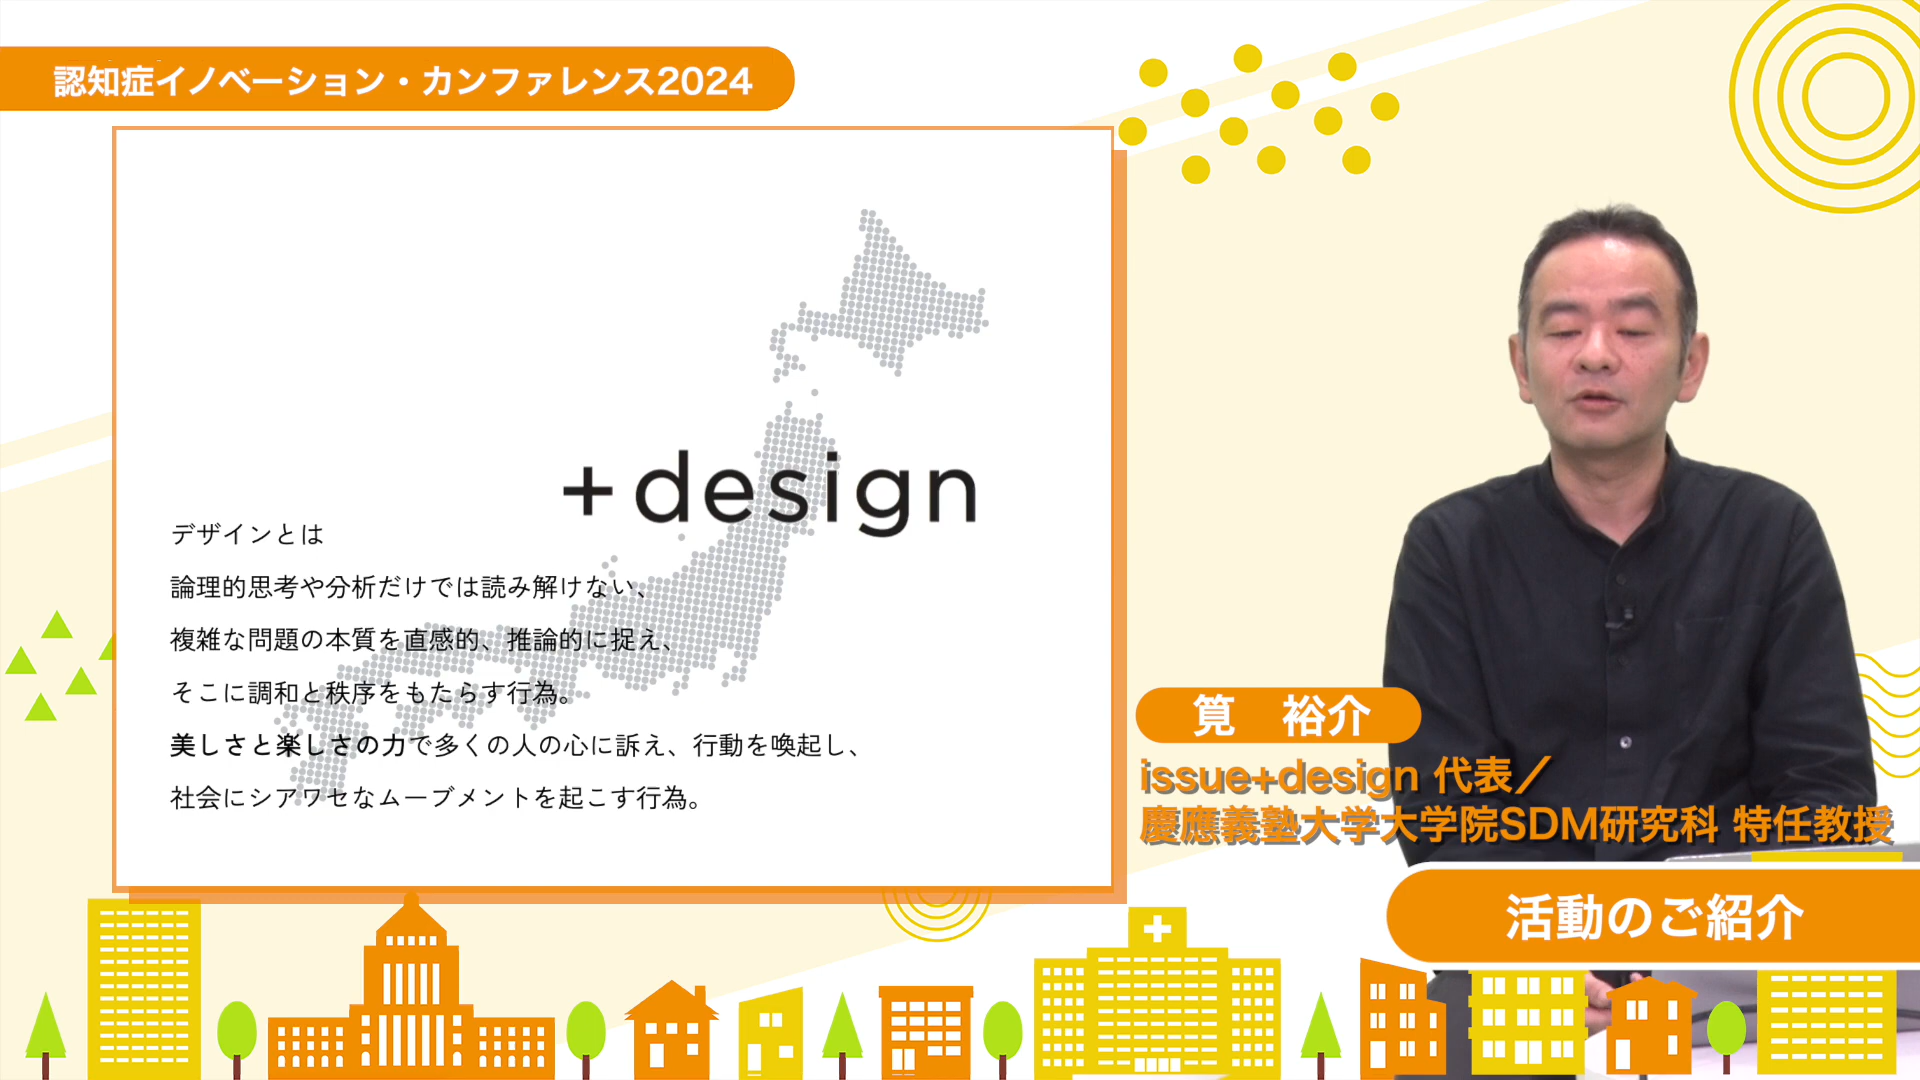 認知症イノベーション・カンファレンス2024
+design
デザインとは
論理的思考や分析だけでは読み解けない、
複雑な問題の本質を直感的、推論的に捉え、
そこに調和と秩序をもたらす行為。
美しさと楽しさの力で多くの人の心に訴え、行動を喚起し、
社会にシアワセなムーブメントを起こす行為。
筧　裕介
issue+design 代表／
慶應義塾大学大学院SDM研究科 特任教授
活動のご紹介